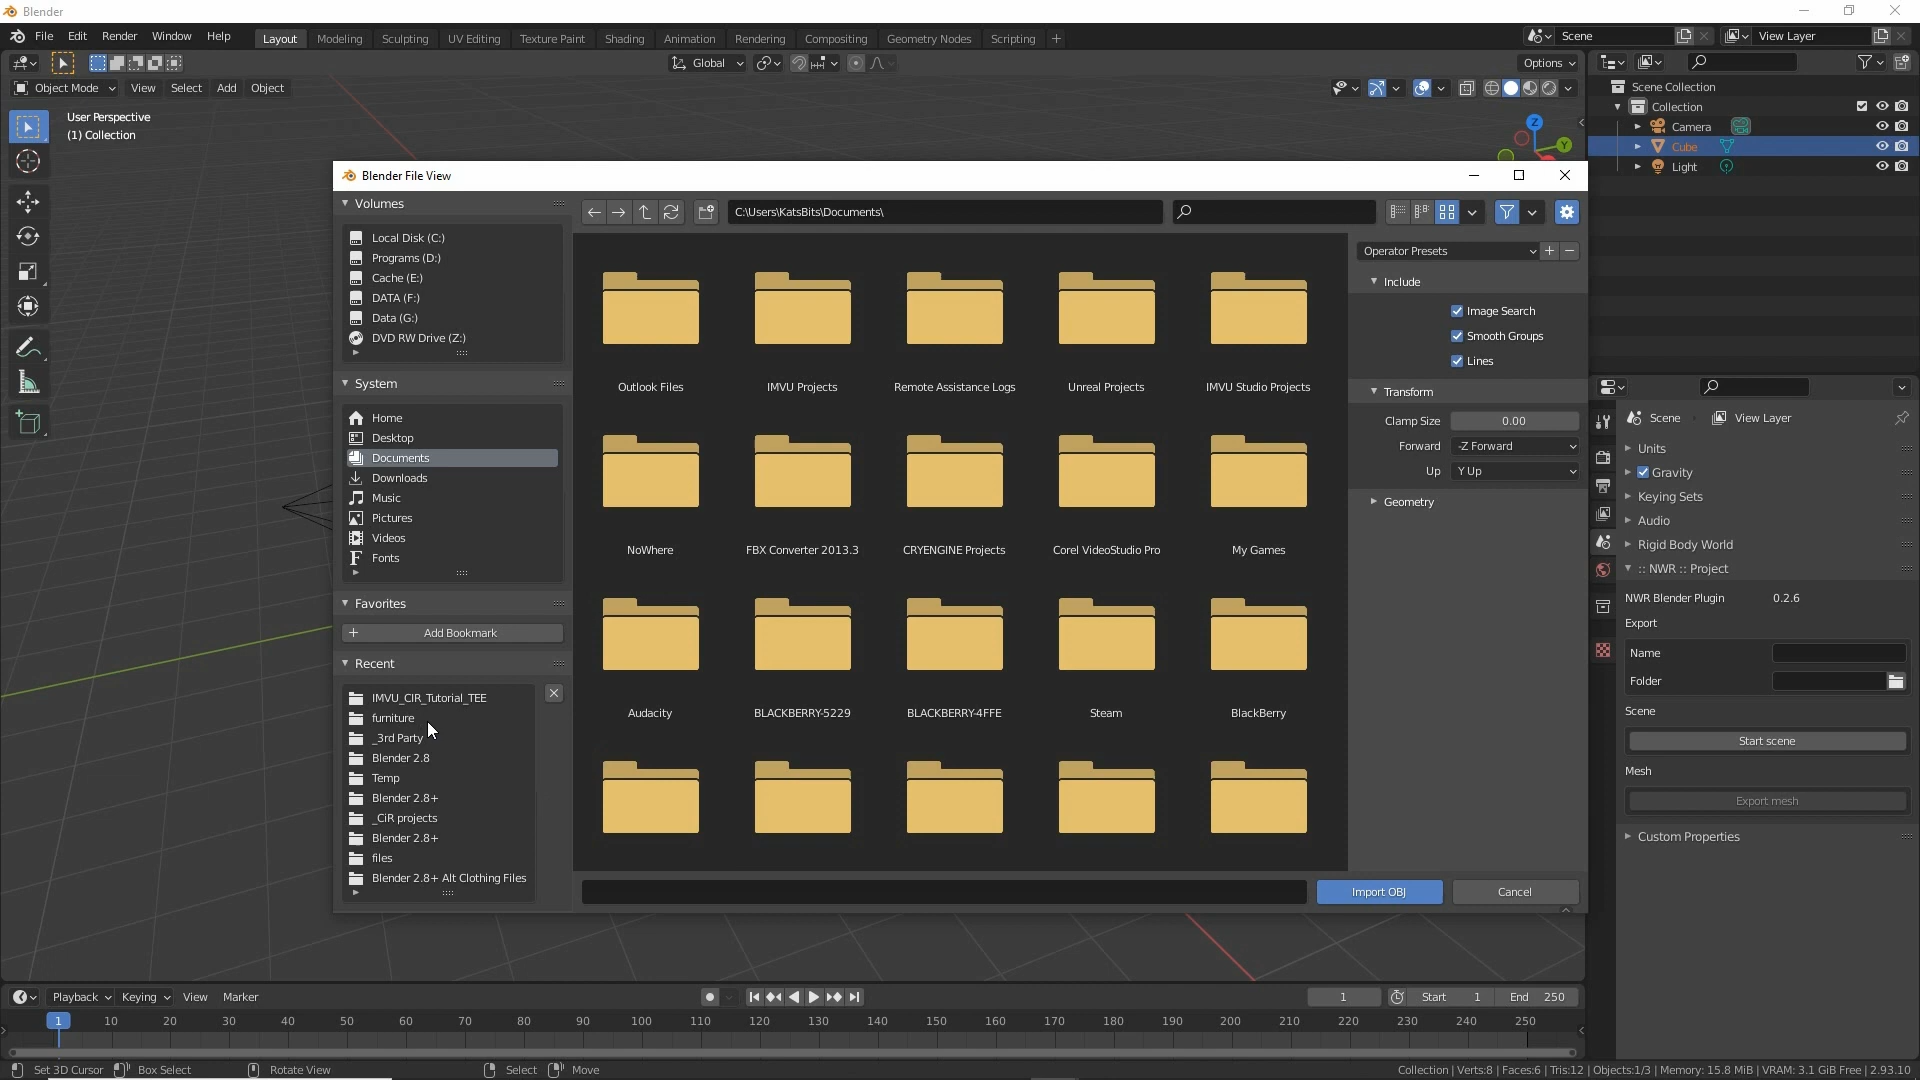 Blender
File Edit Render Window Help Layout Modeling Sculpting UV Editing Texture Paint Shading Animation Rendering Compositing Geometry Nodes Scripting + Scene View Layer
Global Options
Object Mode View Select Add Object
User Perspective
(1) Collection
Z
Y
Scene Collection
Collection
Camera
Cube
Light
Blender File View
Volumes
Local Disk (C:)
Programs (D:)
Cache (E:)
DATA (F:)
Data (G:)
DVD RW Drive (Z:)
System
Home
Desktop
Documents
Downloads
Music
Pictures
Videos
Fonts
Favorites
Add Bookmark
Recent
IMVU_CIR_Tutorial_TEE
furniture
_3rd Party
Blender 2.8
Temp
Blender 2.8+
_CiR projects
Blender 2.8+
files
Blender 2.8+ Alt Clothing Files
C:\Users\KatsBits\Documents\
Outlook Files IMVU Projects Remote Assistance Logs Unreal Projects IMVU Studio Projects
NoWhere FBX Converter 2013.3 CRYENGINE Projects Corel VideoStudio Pro My Games
Audacity BLACKBERRY-5229 BLACKBERRY-4FFE Steam BlackBerry
Operator Presets
Include
Image Search
Smooth Groups
Lines
Transform
Clamp Size 0.00
Forward -Z Forward
Up Y Up
Geometry
Import OBJ Cancel
Scene View Layer
Units
Gravity
Keying Sets
Audio
Rigid Body World
:: NWR :: Project
NWR Blender Plugin 0.2.6
Export
Name
Folder
Scene
Start scene
Mesh
Export mesh
Custom Properties
Playback Keying View Marker 1 Start 1 End 250
1 10 20 30 40 50 60 70 80 90 100 110 120 130 140 150 160 170 180 190 200 210 220 230 240 250
Set 3D Cursor Box Select Rotate View Select Move Collection | Verts:8 | Faces:6 | Tris:12 | Objects:1/3 | Memory: 15.8 MiB | VRAM: 3.1 GiB Free | 2.93.10